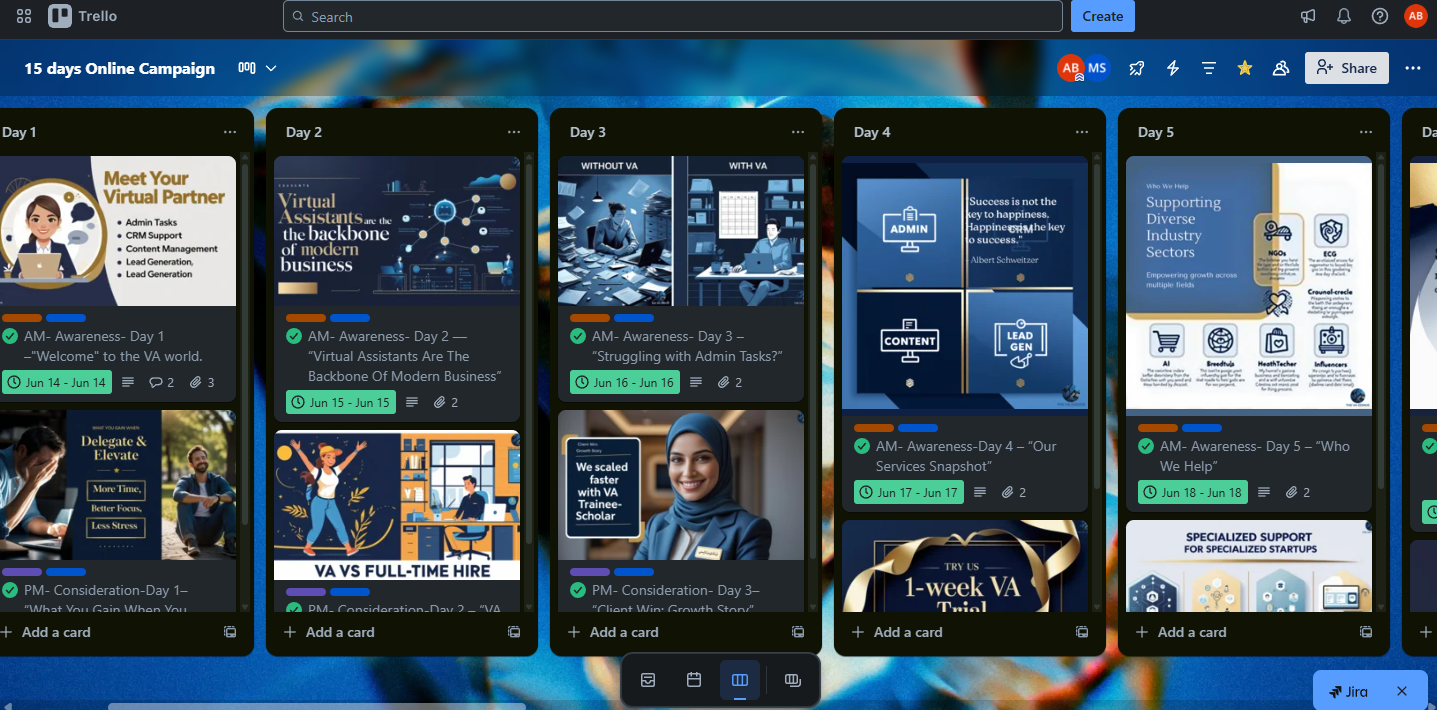 Trello
Search
Create
AB
15 days Online Campaign
AB
MS
Share
Day 1
Meet Your
Virtual Partner
Admin Tasks
CRM Support
Content Management
Lead Generation,
Lead Generation
AM- Awareness- Day 1
–"Welcome" to the VA world.
Jun 14 - Jun 14
2
3
WHAT YOU GAIN WHEN
Delegate &
Elevate
More Time,
Better Focus,
Less Stress
PM- Consideration-Day 1–
“What You Gain When You
Add a card
Day 2
Virtual
Assistants are the
the backbone
of modern
business
AM- Awareness- Day 2 —
“Virtual Assistants Are The
Backbone Of Modern Business”
Jun 15 - Jun 15
2
VA VS FULL-TIME HIRE
PM- Consideration-Day 2 – “VA
Add a card
Day 3
WITHOUT VA
WITH VA
AM- Awareness- Day 3 –
“Struggling with Admin Tasks?”
Jun 16 - Jun 16
2
Client Win:
Growth Story
We scaled
faster
with VA
Trainee-
Scholar
PM- Consideration- Day 3–
“Client Win: Growth Story”
Add a card
Day 4
ADMIN
"Success is not the
key to happiness.
Happiness is the key
to success."
CRM
- Albert Schweitzer
CONTENT
LEAD
GEN
AM- Awareness-Day 4 – “Our
Services Snapshot”
Jun 17 - Jun 17
2
TRY US
1-week VA
Trial
Add a card
Day 5
Who We Help
Supporting
Diverse
Industry
Sectors
Empowering growth across
multiple fields
NGOs
ECG
Craunal-crecle
AI
Breedtup
HeathTecher
Influencers
AM- Awareness- Day 5 – “Who
We Help”
Jun 18 - Jun 18
2
SPECIALIZED SUPPORT
FOR SPECIALIZED STARTUPS
Add a card
Jira